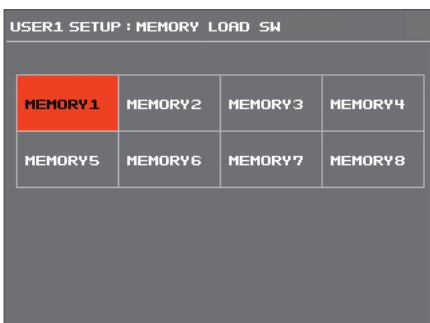 USER1 SETUP : MEMORY LOAD SW
MEMORY1 MEMORY2 MEMORY3 MEMORY4
MEMORY5 MEMORY6 MEMORY7 MEMORY8